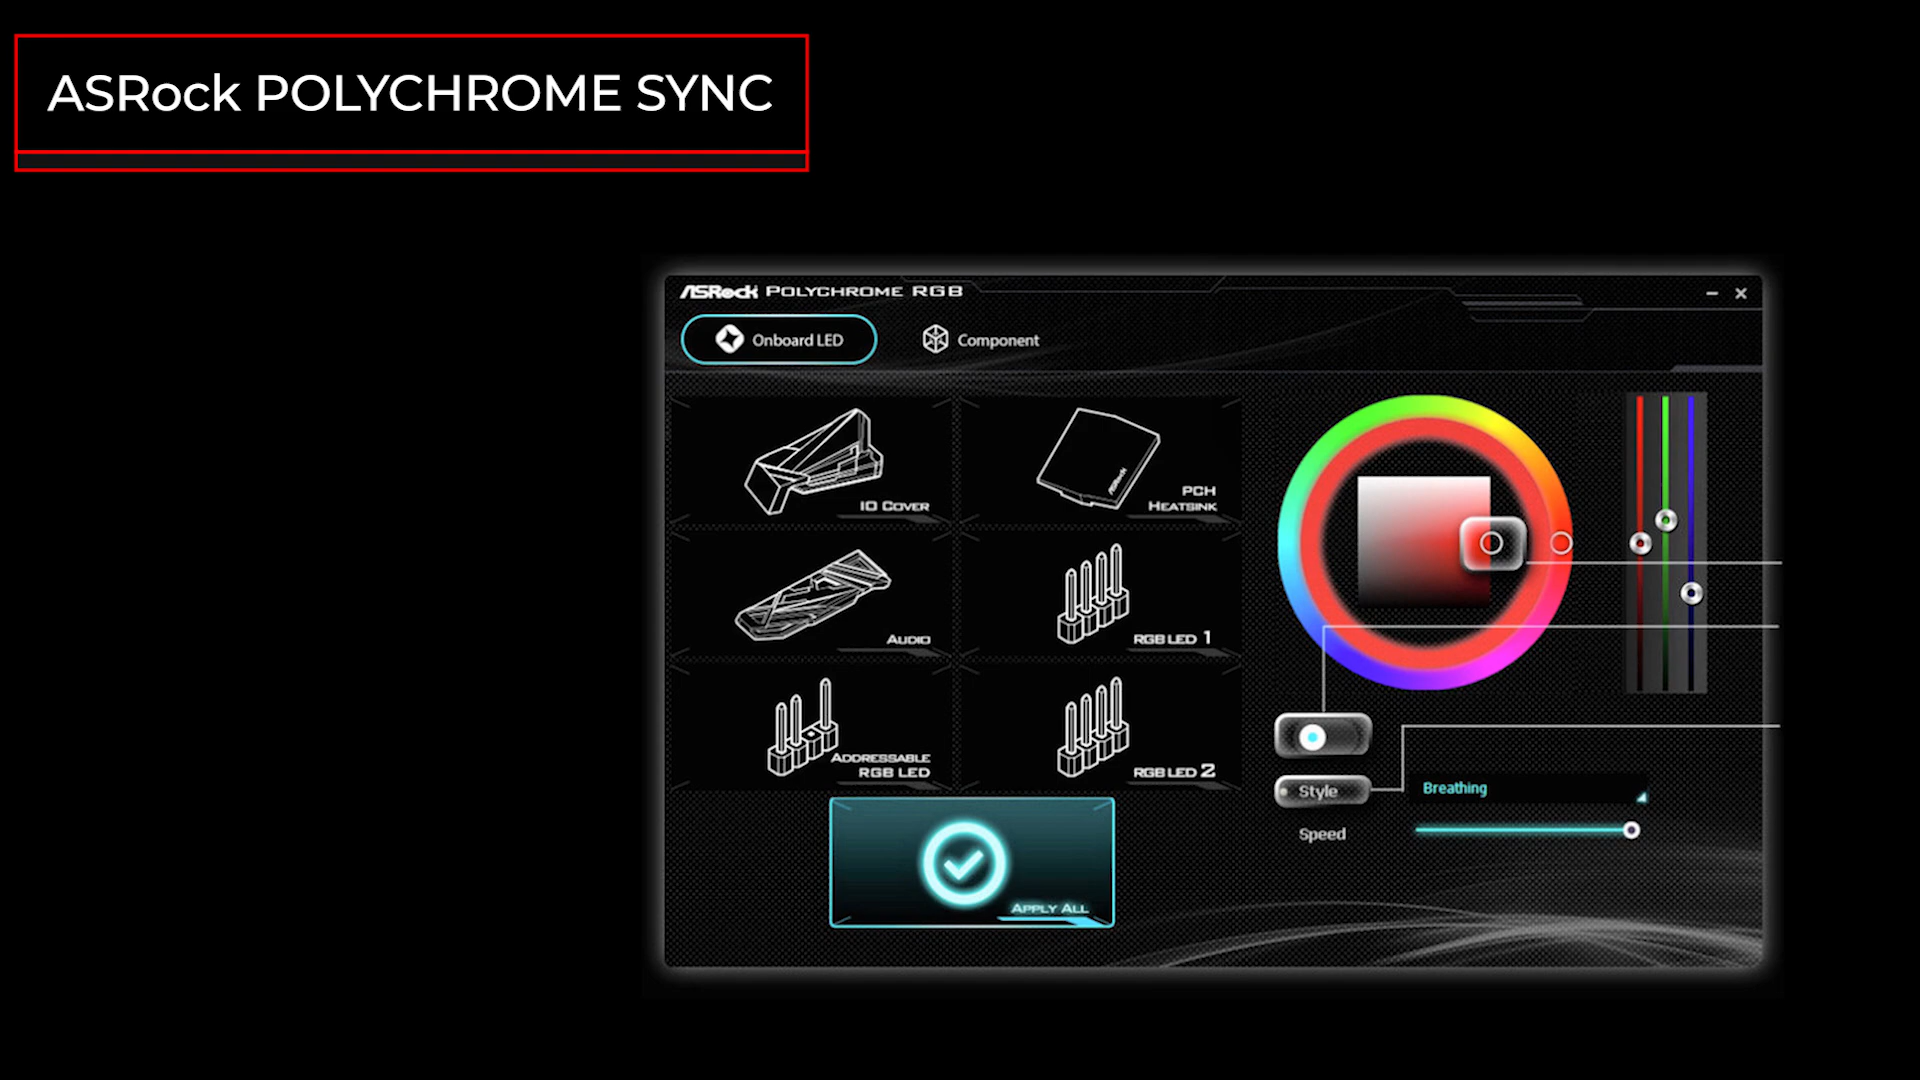 ASRock POLYCHROME SYNC
ASRock POLYCHROME RGB
Onboard LED
Component
IO COVER
PCH
HEATSINK
ASRock
AUDIO
RGB LED 1
ADDRESSABLE
RGB LED
RGB LED 2
Style
Breathing
Speed
APPLY ALL